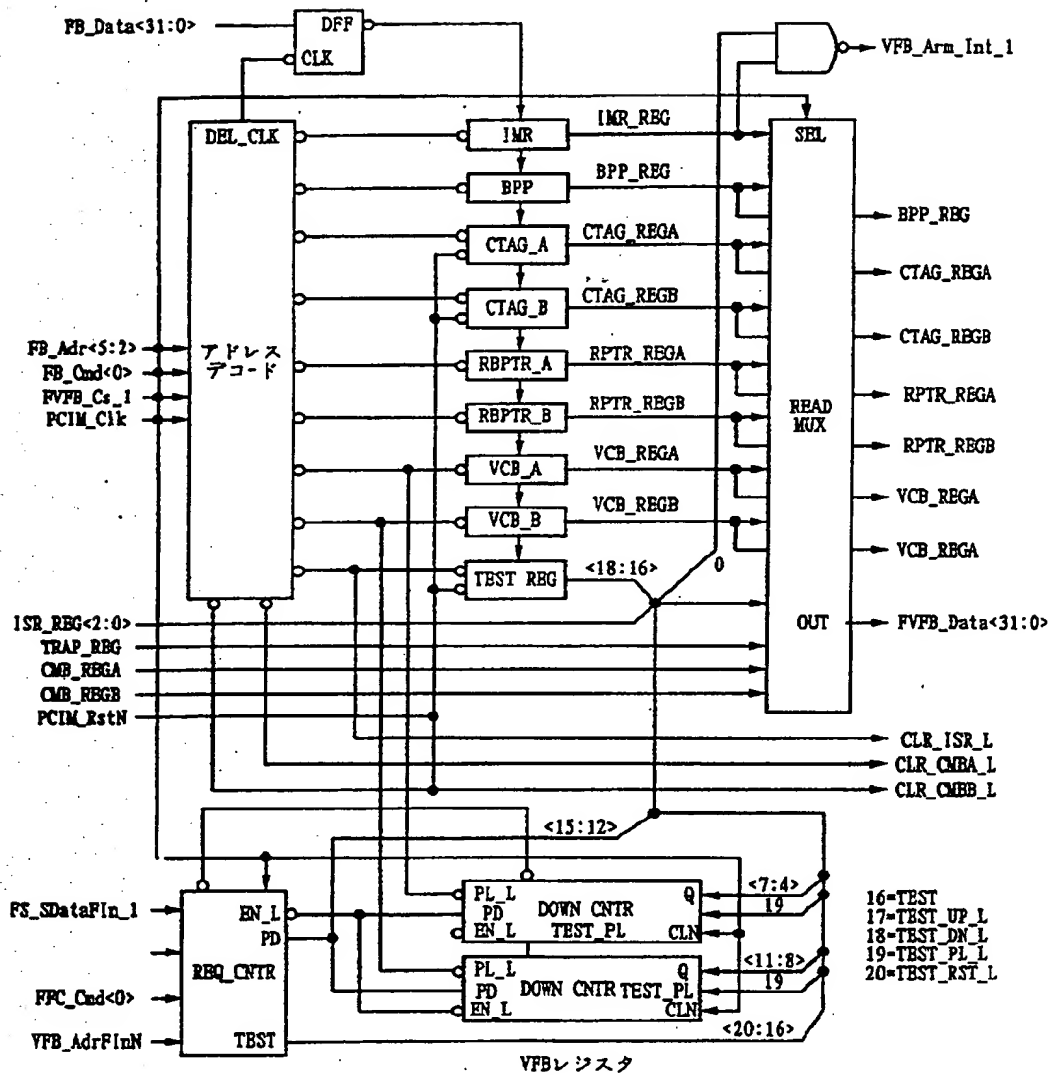 FB_Data<31:0>
DFF
CLK
VFB_Arm_Int_1
DEL_CLK
IMR
IMR_REG
SEL
BPP
BPP_REG
BPP_REG
CTAG_A
CTAG_REGA
CTAG_REGA
CTAG_B
CTAG_REGB
CTAG_REGB
FB_Adr<5:2>
FB_Cmd<0>
FVFB_Cs_1
PCIM_Clk
アドレス
デコード
RBPTR_A
RPTR_REGA
RPTR_REGA
RBPTR_B
RPTR_REGB
READ
MUX
RPTR_REGB
VCB_A
VCB_REGA
VCB_REGA
VCB_B
VCB_REGB
VCB_REGA
TEST REG
<18:16>
0
ISR_REG<2:0>
TRAP_REG
CMB_REGA
CMB_REGB
PCIM_RstN
OUT
FVFB_Data<31:0>
CLR_ISR_L
CLR_CMBA_L
CLR_CMBB_L
<15:12>
FS_SDataFIn_1
FFC_Cmd<0>
VFB_AdrFInN
EN_L
PD
REQ_CNTR
TEST
PL_L
PD
EN_L
DOWN CNTR
TEST_PL
Q
CLN
<7:4>
19
PL_L
PD
EN_L
DOWN CNTR
TEST_PL
Q
CLN
<11:8>
19
<20:16>
16=TEST
17=TEST_UP_L
18=TEST_DN_L
19=TEST_PL_L
20=TEST_RST_L
VFBレジスタ